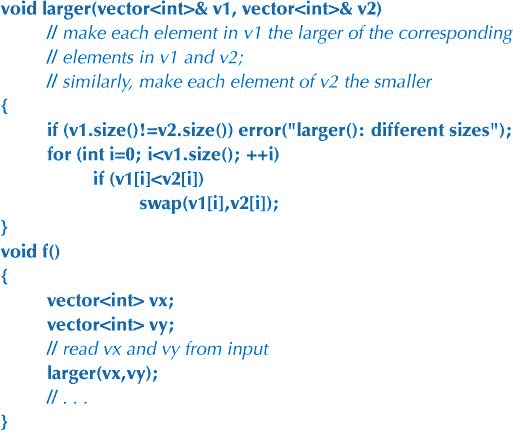 void larger(vector<int>& v1, vector<int>& v2)
// make each element in v1 the larger of the corresponding
// elements in v1 and v2;
// similarly, make each element of v2 the smaller
{
if (v1.size()!=v2.size()) error("larger(): different sizes");
for (int i=0; i<v1.size(); ++i)
if (v1[i]<v2[i])
swap(v1[i],v2[i]);
}
void f()
{
vector<int> vx;
vector<int> vy;
// read vx and vy from input
larger(vx,vy);
// . . .
}